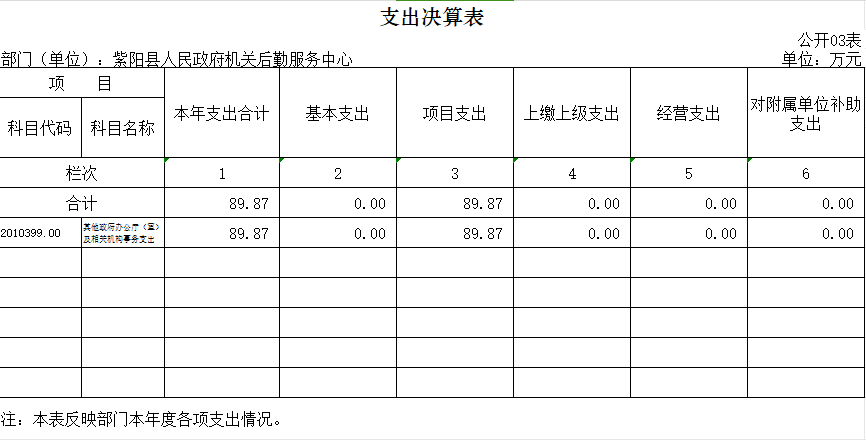 支出决算表
公开03表
部门（单位）：紫阳县人民政府机关后勤服务中心 单位：万元
项 目
科目代码 科目名称 本年支出合计 基本支出 项目支出 上缴上级支出 经营支出 对附属单位补助
支出
栏次 1 2 3 4 5 6
合计 89.87 0.00 89.87 0.00 0.00 0.00
2010399.00 其他政府办公厅（室）
及相关机构事务支出 89.87 0.00 89.87 0.00 0.00 0.00
注：本表反映部门本年度各项支出情况。